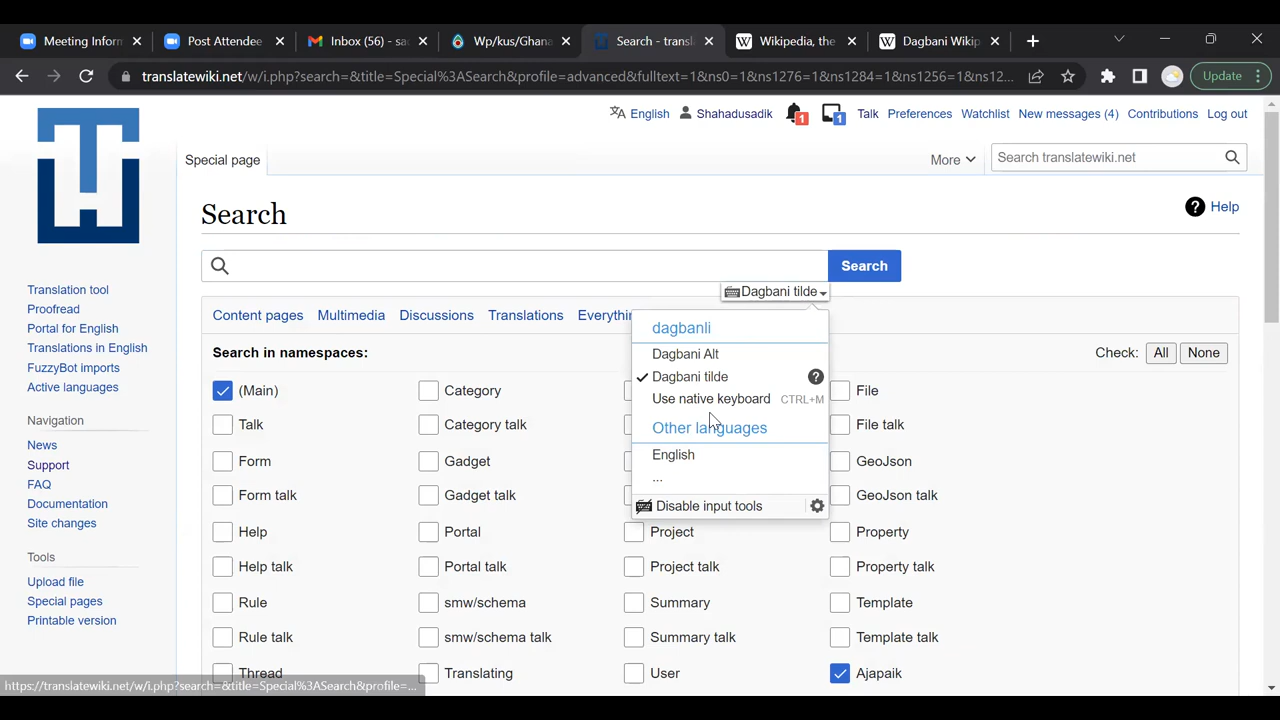 Meeting Inforr
Post Attendee
Inbox (56) - sac
Wp/kus/Ghana
Search - transl
Wikipedia, the
Dagbani Wikip
translatewiki.net/w/i.php?search=&title=Special%3ASearch&profile=advanced&fulltext=1&ns0=1&ns1276=1&ns1284=1&ns1256=1&ns12...
Update
English Shahadusadik 1 1 Talk Preferences Watchlist New messages (4) Contributions Log out
Special page
More
Search translatewiki.net
Search
Help
Search
Dagbani tilde
Content pages Multimedia Discussions Translations Everythin
dagbanli
Dagbani Alt
Dagbani tilde
Use native keyboard CTRL+M
Other languages
English
...
Disable input tools
Search in namespaces:
Check: All None
(Main) Category File
Talk Category talk File talk
Form Gadget GeoJson
Form talk Gadget talk GeoJson talk
Help Portal Project Property
Help talk Portal talk Project talk Property talk
Rule smw/schema Summary Template
Rule talk smw/schema talk Summary talk Template talk
Thread Translating User Ajapaik
Translation tool
Proofread
Portal for English
Translations in English
FuzzyBot imports
Active languages
Navigation
News
Support
FAQ
Documentation
Site changes
Tools
Upload file
Special pages
Printable version
https://translatewiki.net/w/i.php?search=&title=Special%3ASearch&profile=...